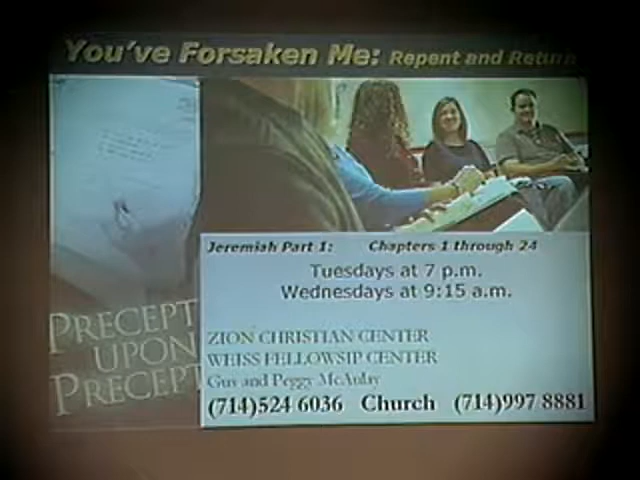 You've Forsaken Me: Repent and Return
Jeremiah Part 1: Chapters 1 through 24
Tuesdays at 7 p.m.
Wednesdays at 9:15 a.m.
PRECEPT
UPON
PRECEPT
ZION CHRISTIAN CENTER
WEISS FELLOWSIP CENTER
Gus and Peggy McAulay
(714)524 6036 Church (714)997 8881